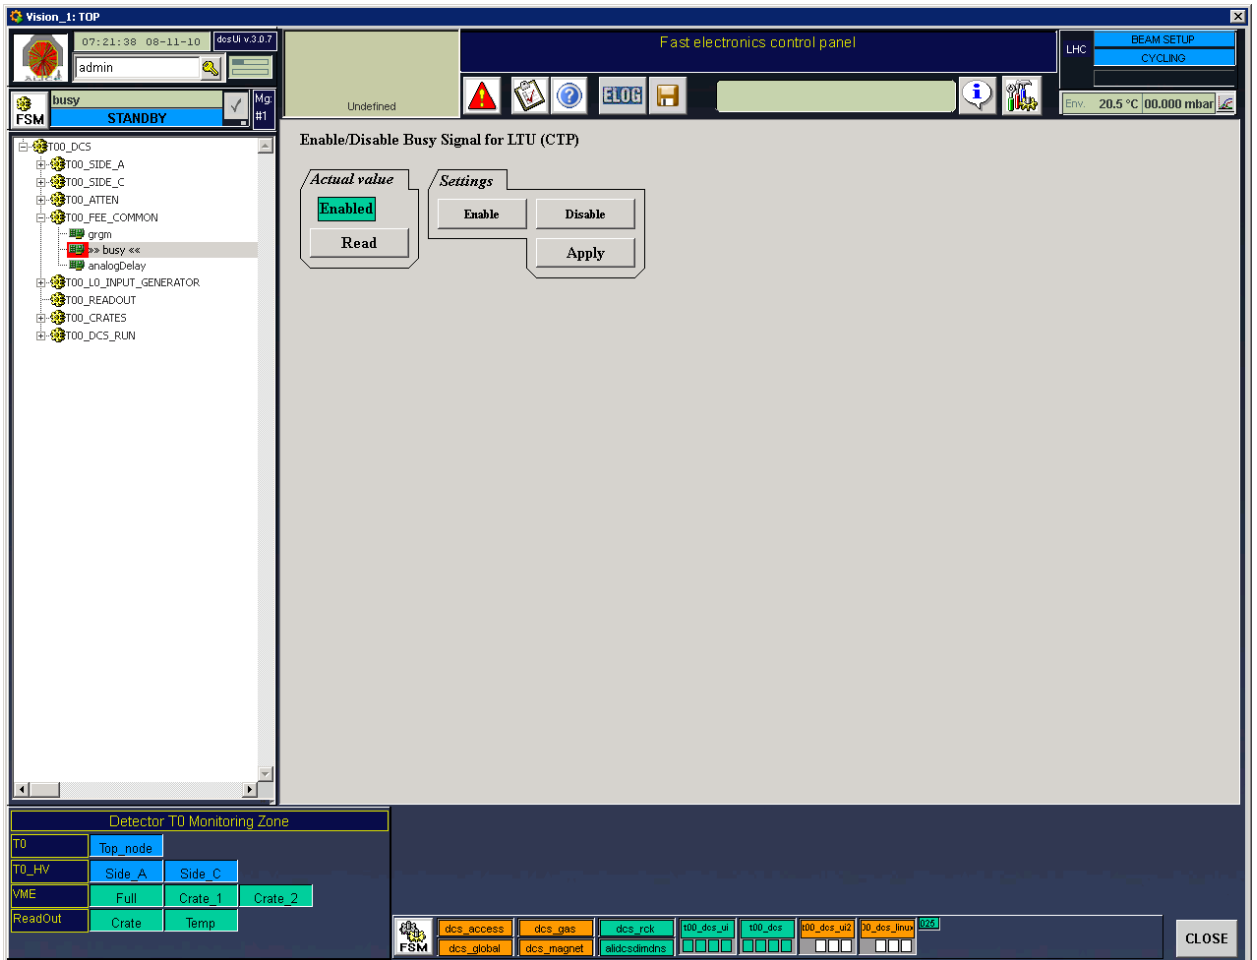 Vision_1: TOP
07:21:38 08-11-10
dcsUi v.3.0.7
admin
ALICE
busy
STANDBY
FSM
Mg:
#1
Undefined
Fast electronics control panel
LHC
BEAM SETUP
CYCLING
ELOG
Env.
20.5 °C
00.000 mbar
T00_DCS
T00_SIDE_A
T00_SIDE_C
T00_ATTEN
T00_FEE_COMMON
grgm
»» busy ««
analogDelay
T00_L0_INPUT_GENERATOR
T00_READOUT
T00_CRATES
T00_DCS_RUN
Enable/Disable Busy Signal for LTU (CTP)
Actual value
Enabled
Read
Settings
Enable
Disable
Apply
Detector T0 Monitoring Zone
T0
Top_node
T0_HV
Side_A
Side_C
VME
Full
Crate_1
Crate_2
ReadOut
Crate
Temp
FSM
dcs_access
dcs_gas
dcs_rck
t00_dcs_ui
t00_dcs
t00_dcs_ui2
00_dcs_linux
026
dcs_global
dcs_magnet
alidcsdimdns
CLOSE